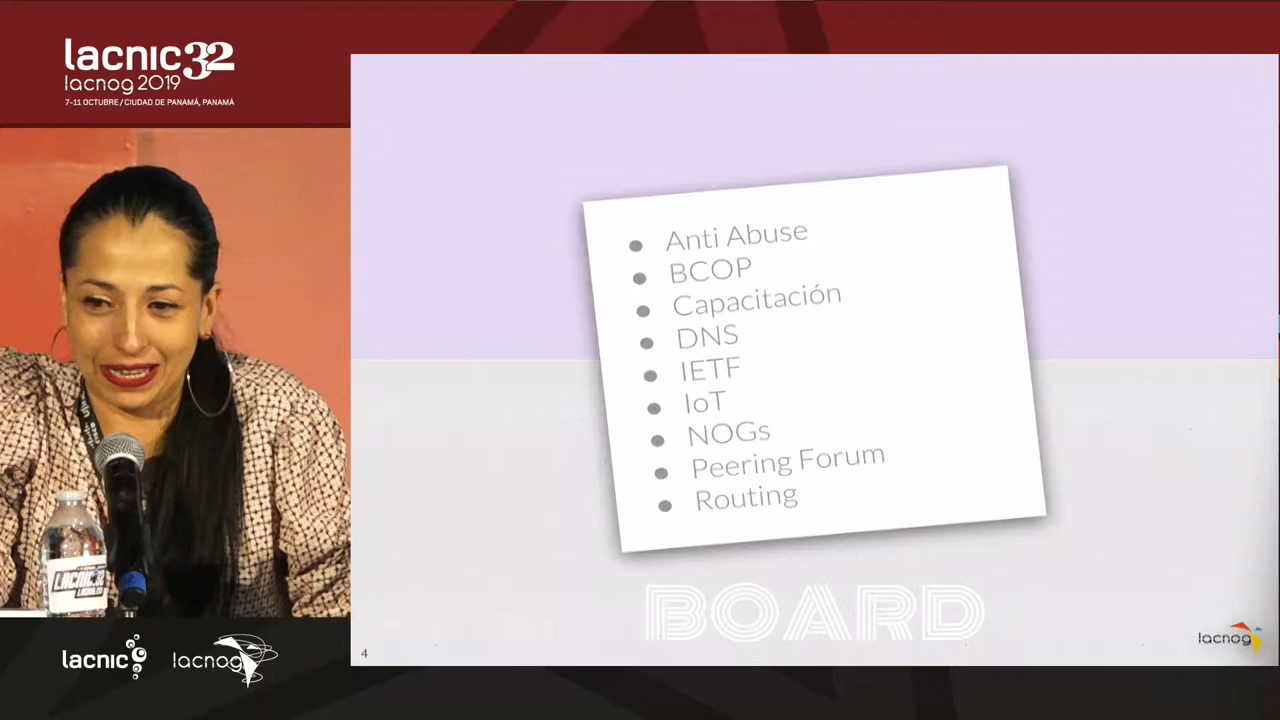 lacnic32
lacnog 2019
7-11 OCTUBRE / CIUDAD DE PANAMÁ, PANAMÁ
Anti Abuse
BCOP
Capacitación
DNS
IETF
IoT
NOGs
Peering Forum
Routing
BOARD
4
lacnog
LACNIC32
lacnic
lacnog